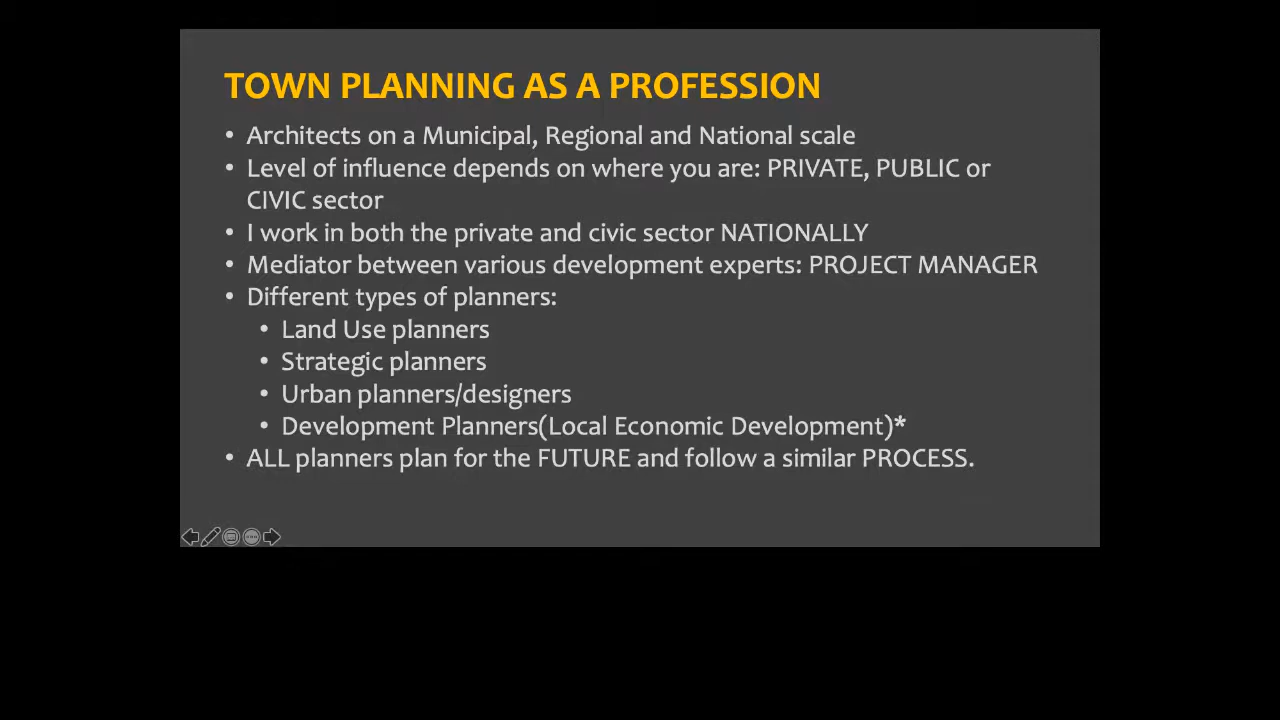 TOWN PLANNING AS A PROFESSION
• Architects on a Municipal, Regional and National scale
• Level of influence depends on where you are: PRIVATE, PUBLIC or
CIVIC sector
• I work in both the private and civic sector NATIONALLY
• Mediator between various development experts: PROJECT MANAGER
• Different types of planners:
• Land Use planners
• Strategic planners
• Urban planners/designers
• Development Planners(Local Economic Development)*
• ALL planners plan for the FUTURE and follow a similar PROCESS.